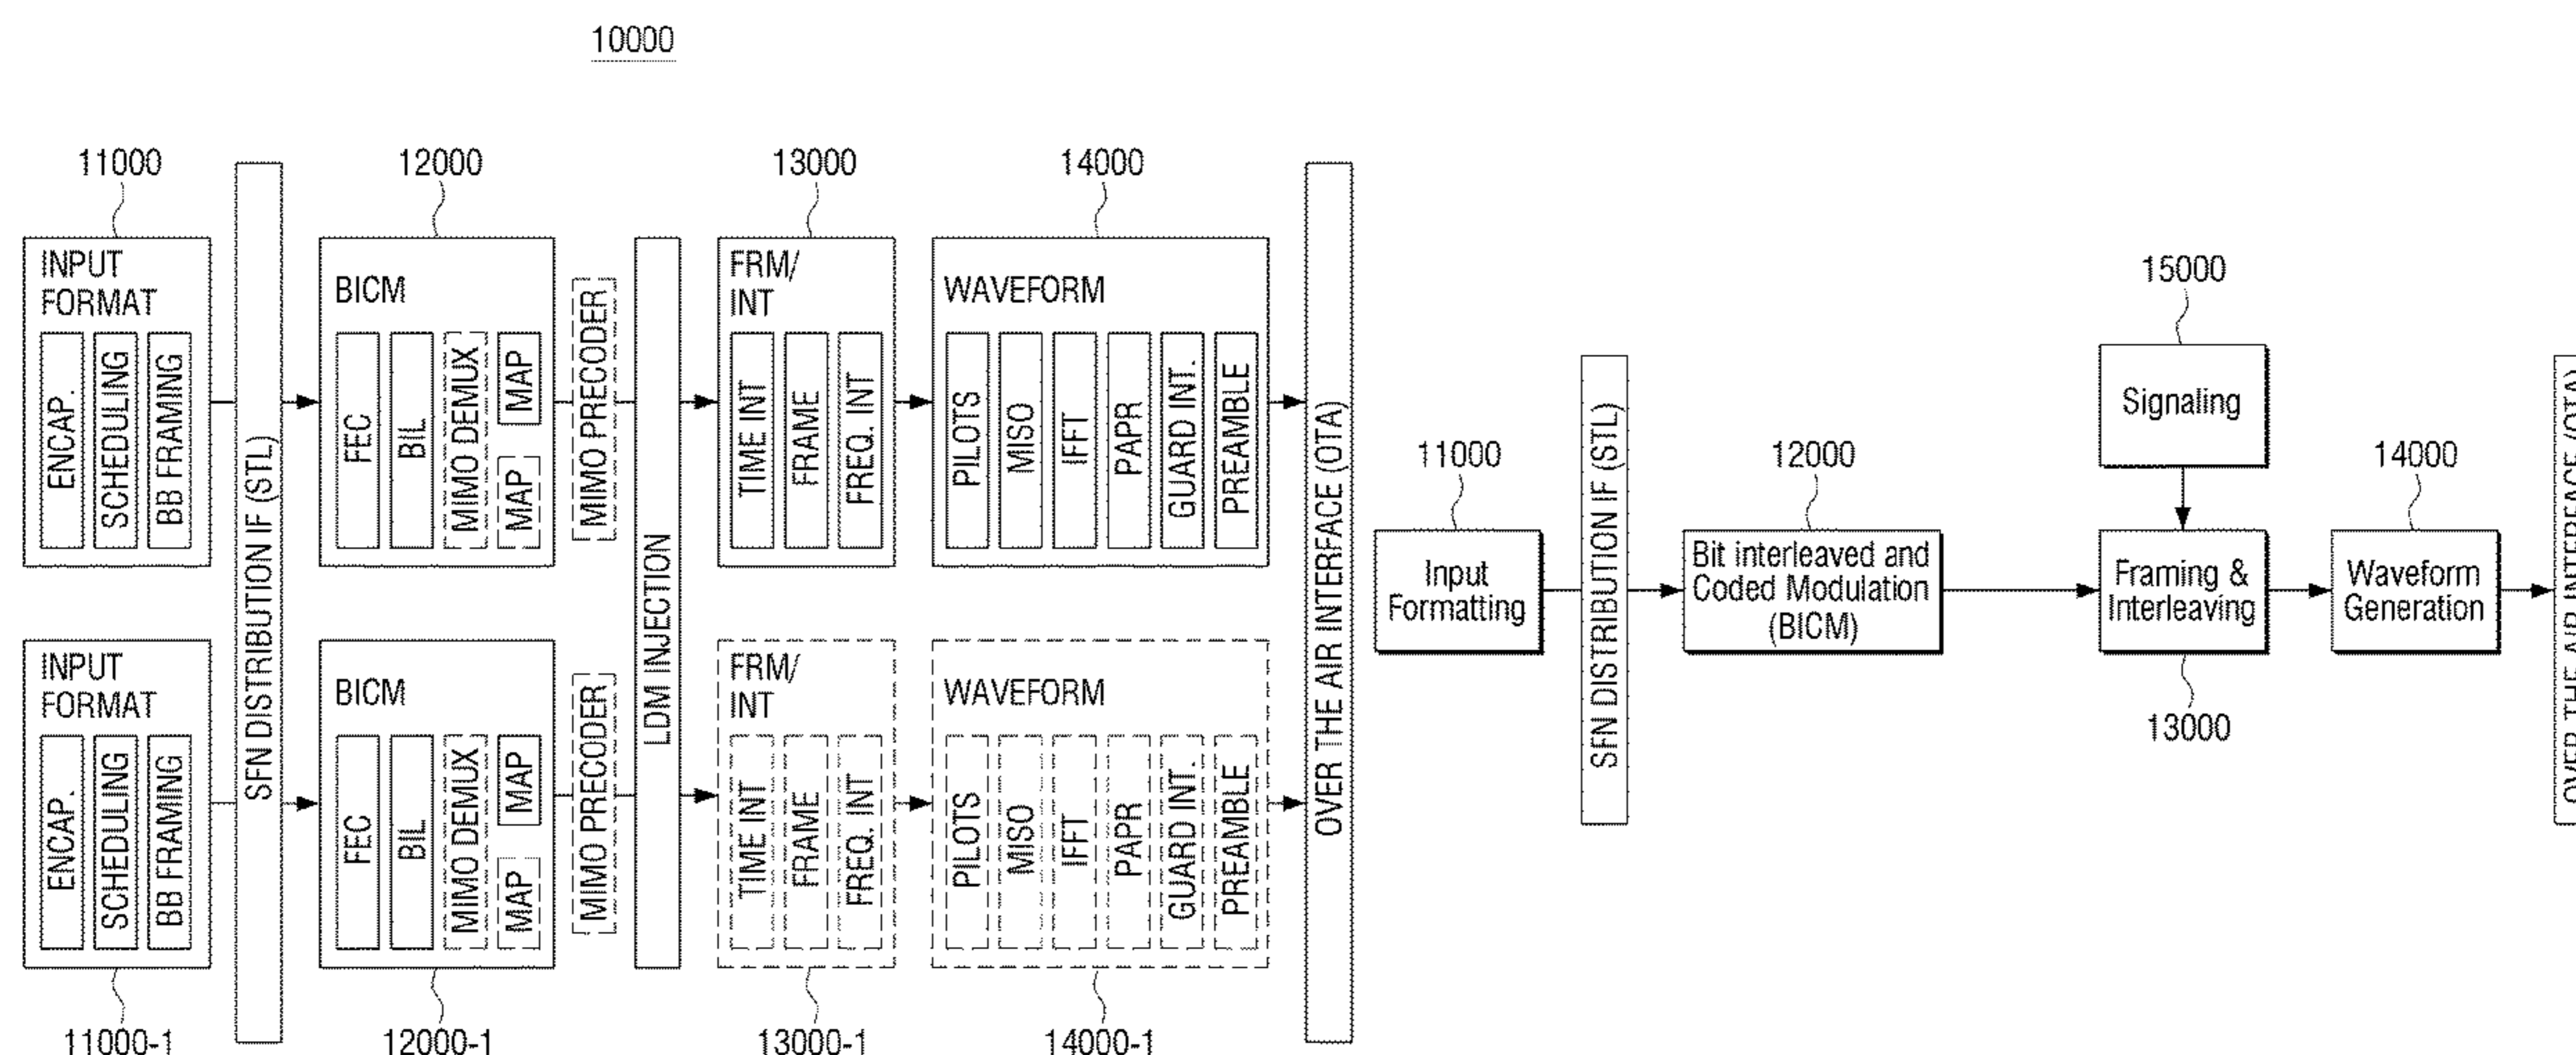 10000
11000
INPUT
FORMAT
ENCAP.
SCHEDULING
BB FRAMING
SFN DISTRIBUTION IF (STL)
12000
BICM
FEC
BIL
MIMO DEMUX
MAP
MAP
MIMO PRECODER
LDM INJECTION
13000
FRM/
INT
TIME INT
FRAME
FREQ. INT
14000
WAVEFORM
PILOTS
MISO
IFFT
PAPR
GUARD INT.
PREAMBLE
OVER THE AIR INTERFACE (OTA)
INPUT
FORMAT
ENCAP.
SCHEDULING
BB FRAMING
11000-1
BICM
FEC
BIL
MIMO DEMUX
MAP
MAP
12000-1
MIMO PRECODER
FRM/
INT
TIME INT
FRAME
FREQ. INT
13000-1
WAVEFORM
PILOTS
MISO
IFFT
PAPR
GUARD INT.
PREAMBLE
14000-1
11000
Input
Formatting
SFN DISTRIBUTION IF (STL)
12000
Bit interleaved and
Coded Modulation
(BICM)
15000
Signaling
Framing &
Interleaving
13000
14000
Waveform
Generation
OVER THE AIR INTERFACE (OTA)